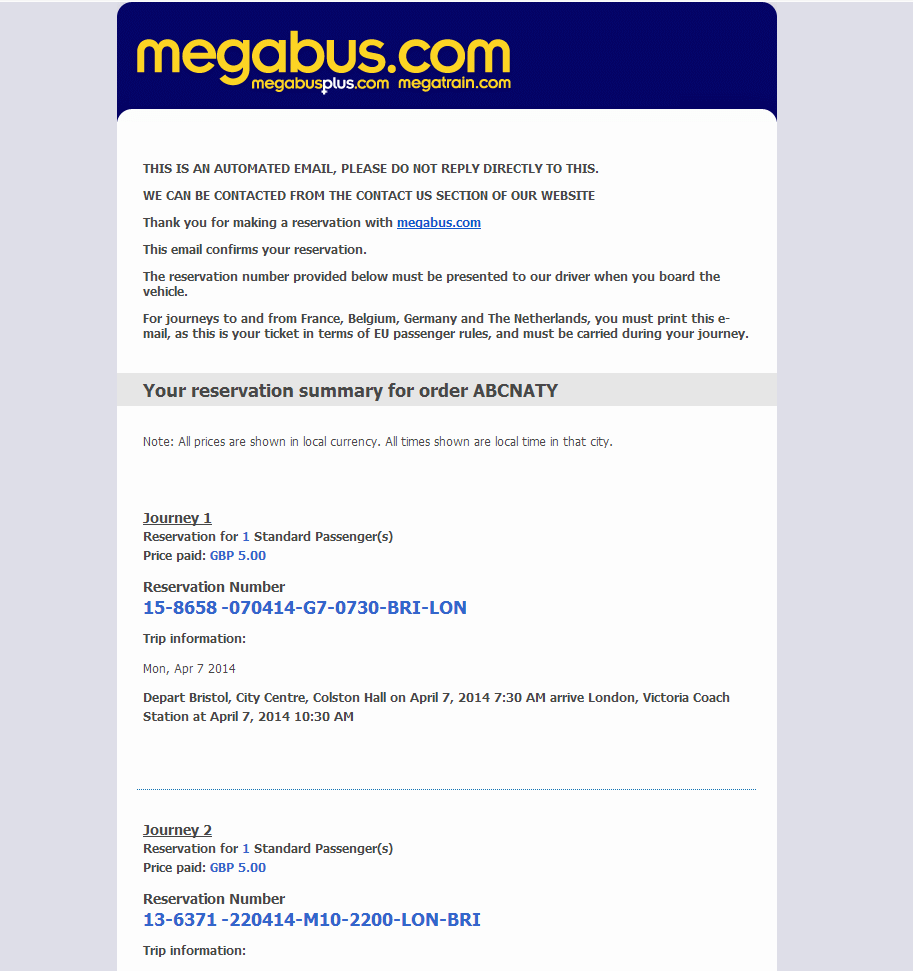 megabus.com
megabusplus.com megatrain.com
THIS IS AN AUTOMATED EMAIL, PLEASE DO NOT REPLY DIRECTLY TO THIS.
WE CAN BE CONTACTED FROM THE CONTACT US SECTION OF OUR WEBSITE
Thank you for making a reservation with megabus.com
This email confirms your reservation.
The reservation number provided below must be presented to our driver when you board the
vehicle.
For journeys to and from France, Belgium, Germany and The Netherlands, you must print this e-
mail, as this is your ticket in terms of EU passenger rules, and must be carried during your journey.
Your reservation summary for order ABCNATY
Note: All prices are shown in local currency. All times shown are local time in that city.
Journey 1
Reservation for 1 Standard Passenger(s)
Price paid: GBP 5.00
Reservation Number
15-8658 -070414-G7-0730-BRI-LON
Trip information:
Mon, Apr 7 2014
Depart Bristol, City Centre, Colston Hall on April 7, 2014 7:30 AM arrive London, Victoria Coach
Station at April 7, 2014 10:30 AM
Journey 2
Reservation for 1 Standard Passenger(s)
Price paid: GBP 5.00
Reservation Number
13-6371 -220414-M10-2200-LON-BRI
Trip information: